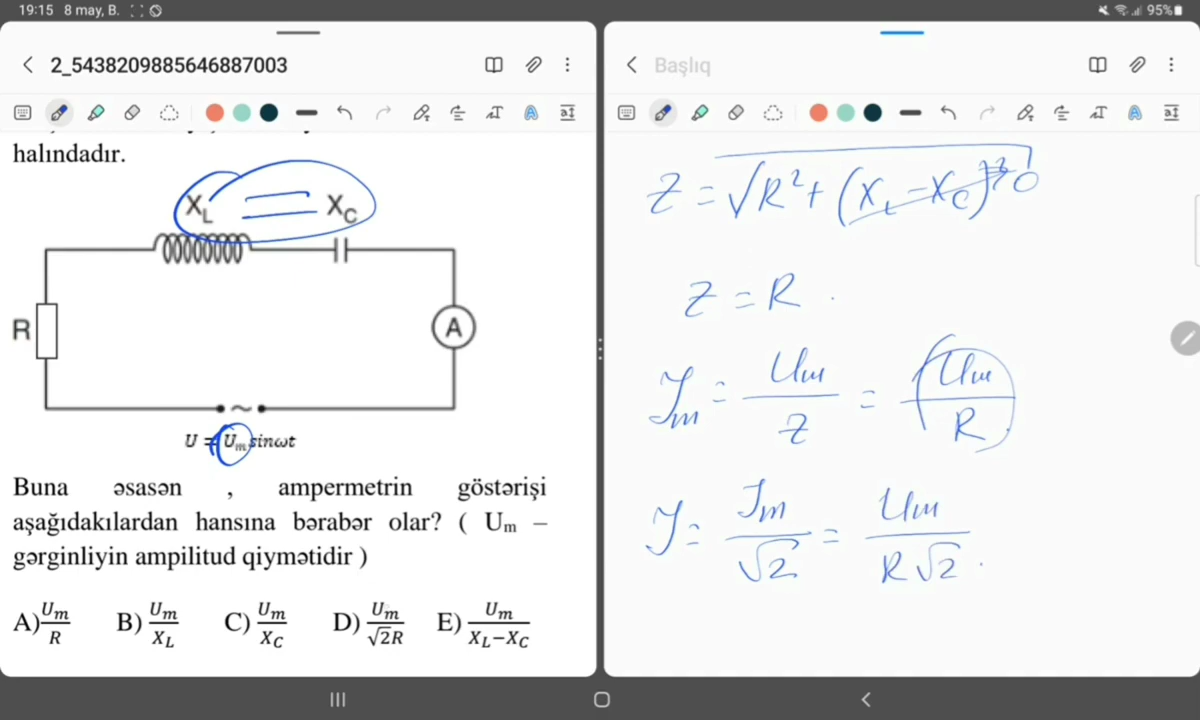 19:15 8 may, B. 95%
2_5438209885646887003
halındadır.
X_L = X_C
R
A
~
U = U_m sinωt
Buna əsasən , ampermetrin göstərişi
aşağıdakılardan hansına bərabər olar? ( Uₘ –
gərginliyin ampilitud qiymətidir )
A) U_m/R B) U_m/X_L C) U_m/X_C D) U_m/√2R E) U_m/X_L−X_C
Başlıq
Z = √R² + (X_L − X_C)² 0
Z = R .
I_m = U_m/Z = U_m/R
I = I_m/√2 = U_m/R√2 .